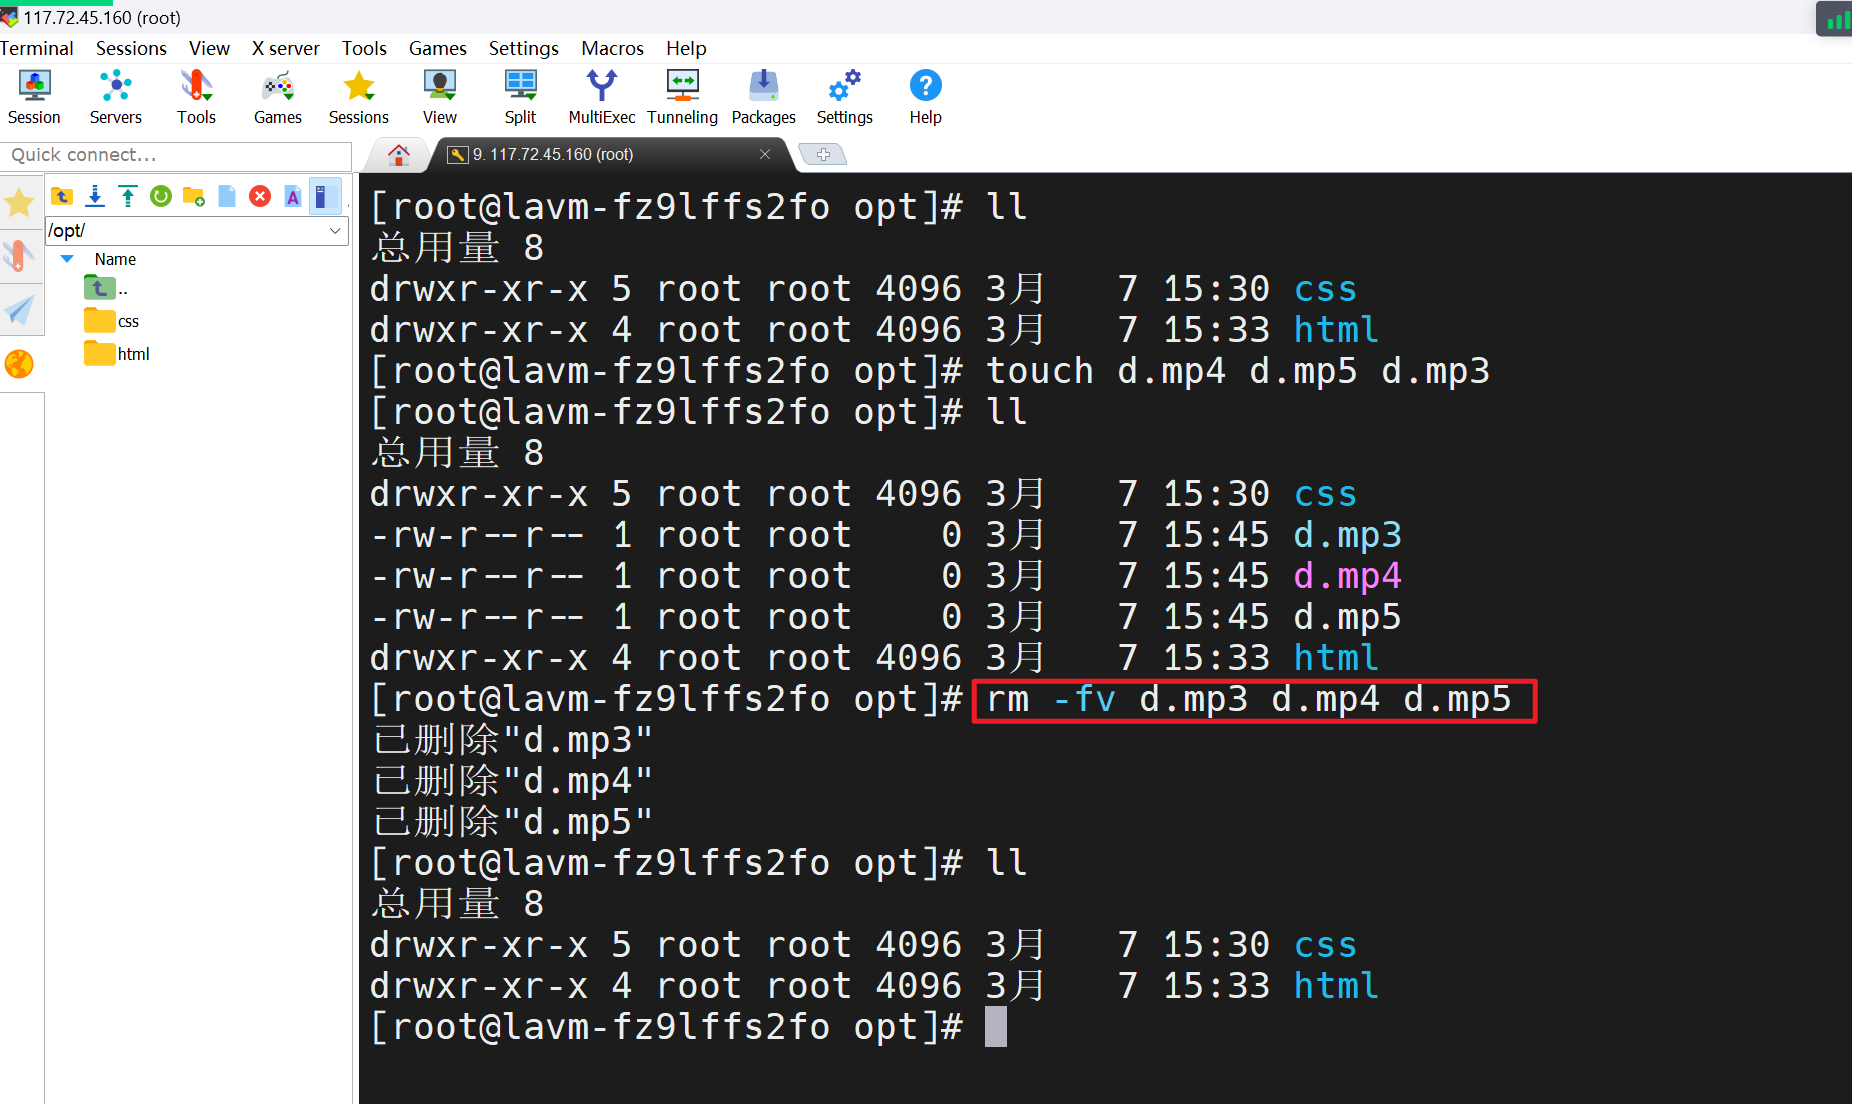 117.72.45.160 (root)
Terminal Sessions View X server Tools Games Settings Macros Help
Session Servers Tools Games Sessions View Split MultiExec Tunneling Packages Settings Help
Quick connect...
9. 117.72.45.160 (root)
/opt/
Name
..
css
html
[root@lavm-fz9lffs2fo opt]# ll
总用量 8
drwxr-xr-x 5 root root 4096 3月   7 15:30 css
drwxr-xr-x 4 root root 4096 3月   7 15:33 html
[root@lavm-fz9lffs2fo opt]# touch d.mp4 d.mp5 d.mp3
[root@lavm-fz9lffs2fo opt]# ll
总用量 8
drwxr-xr-x 5 root root 4096 3月   7 15:30 css
-rw-r--r-- 1 root root    0 3月   7 15:45 d.mp3
-rw-r--r-- 1 root root    0 3月   7 15:45 d.mp4
-rw-r--r-- 1 root root    0 3月   7 15:45 d.mp5
drwxr-xr-x 4 root root 4096 3月   7 15:33 html
[root@lavm-fz9lffs2fo opt]# rm -fv d.mp3 d.mp4 d.mp5
已删除"d.mp3"
已删除"d.mp4"
已删除"d.mp5"
[root@lavm-fz9lffs2fo opt]# ll
总用量 8
drwxr-xr-x 5 root root 4096 3月   7 15:30 css
drwxr-xr-x 4 root root 4096 3月   7 15:33 html
[root@lavm-fz9lffs2fo opt]#